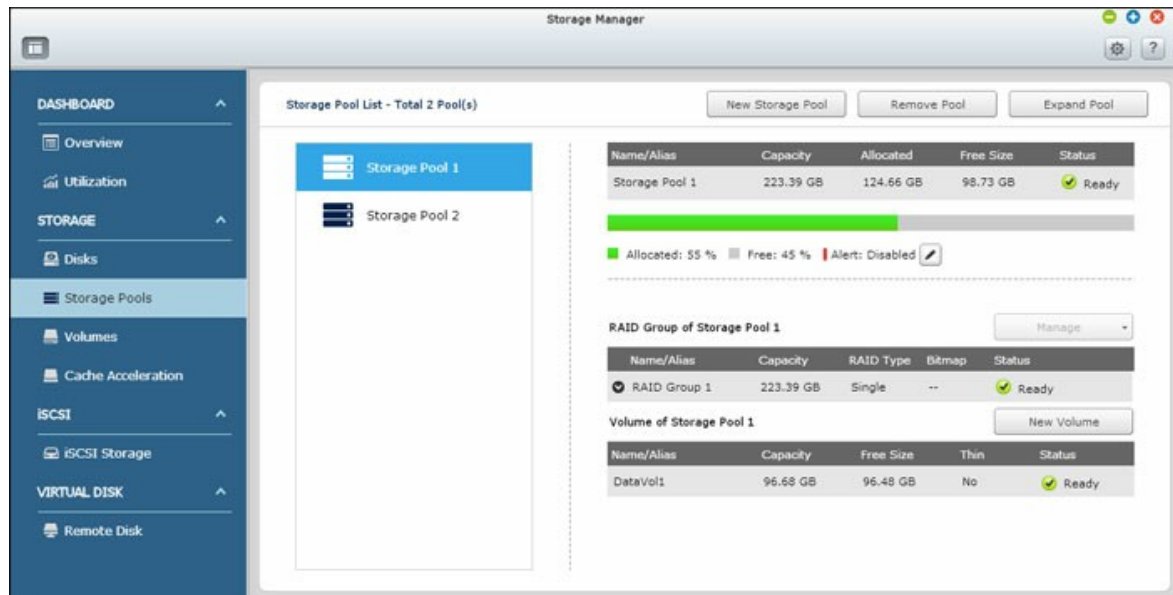 Storage Manager
?
DASHBOARD
Overview
Utilization
STORAGE
Disks
Storage Pools
Volumes
Cache Acceleration
iSCSI
iSCSI Storage
VIRTUAL DISK
Remote Disk
Storage Pool List - Total 2 Pool(s)
New Storage Pool Remove Pool Expand Pool
Storage Pool 1
Storage Pool 2
Name/Alias Capacity Allocated Free Size Status
Storage Pool 1 223.39 GB 124.66 GB 98.73 GB Ready
Allocated: 55 % Free: 45 % Alert: Disabled
RAID Group of Storage Pool 1 Manage
Name/Alias Capacity RAID Type Bitmap Status
RAID Group 1 223.39 GB Single -- Ready
Volume of Storage Pool 1 New Volume
Name/Alias Capacity Free Size Thin Status
DataVol1 96.68 GB 96.48 GB No Ready